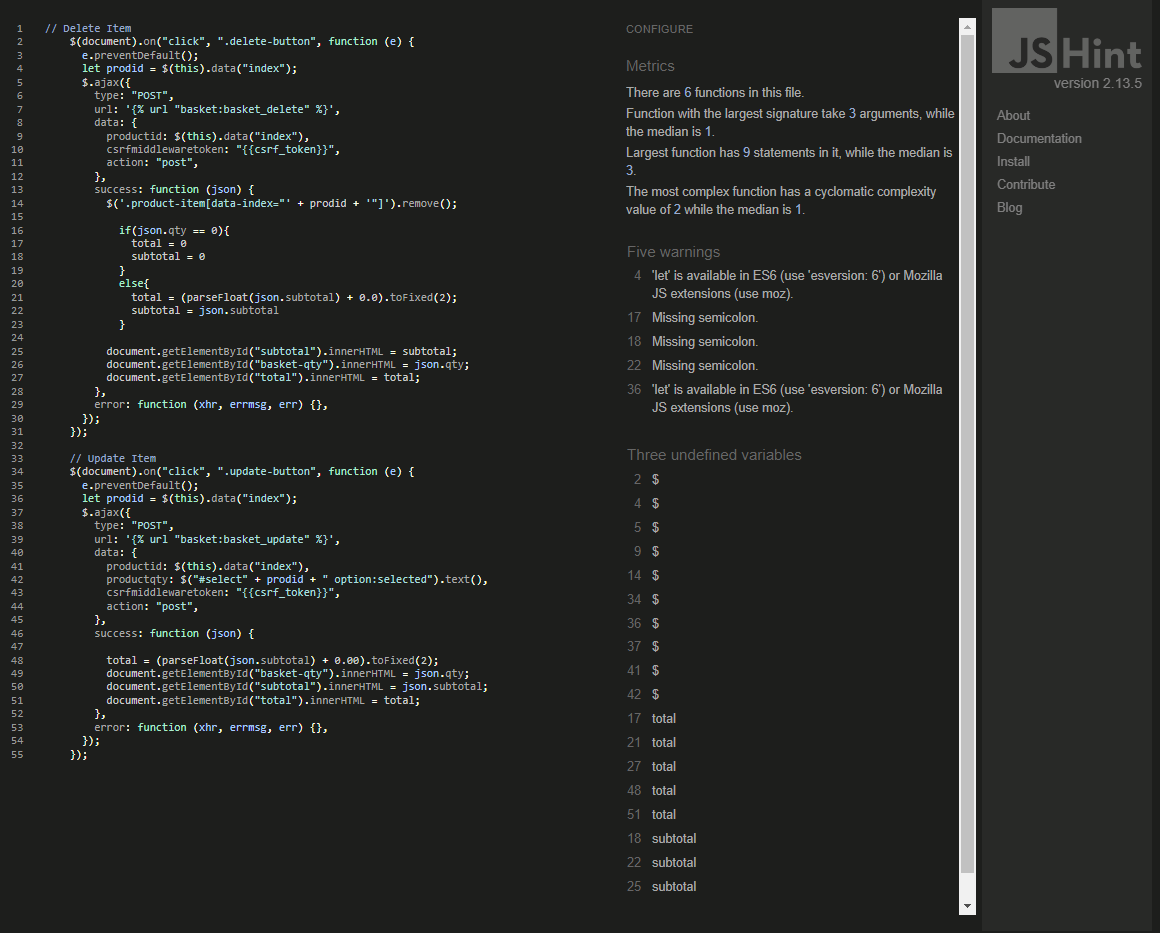 1 // Delete Item
2 $(document).on("click", ".delete-button", function (e) {
3 e.preventDefault();
4 let prodid = $(this).data("index");
5 $.ajax({
6 type: "POST",
7 url: '{% url "basket:basket_delete" %}',
8 data: {
9 productid: $(this).data("index"),
10 csrfmiddlewaretoken: "{{csrf_token}}",
11 action: "post",
12 },
13 success: function (json) {
14 $('.product-item[data-index="' + prodid + '"]').remove();
15
16 if(json.qty == 0){
17 total = 0
18 subtotal = 0
19 }
20 else{
21 total = (parseFloat(json.subtotal) + 0.0).toFixed(2);
22 subtotal = json.subtotal
23 }
24
25 document.getElementById("subtotal").innerHTML = subtotal;
26 document.getElementById("basket-qty").innerHTML = json.qty;
27 document.getElementById("total").innerHTML = total;
28 },
29 error: function (xhr, errmsg, err) {},
30 });
31 });
32
33 // Update Item
34 $(document).on("click", ".update-button", function (e) {
35 e.preventDefault();
36 let prodid = $(this).data("index");
37 $.ajax({
38 type: "POST",
39 url: '{% url "basket:basket_update" %}',
40 data: {
41 productid: $(this).data("index"),
42 productqty: $("#select" + prodid + " option:selected").text(),
43 csrfmiddlewaretoken: "{{csrf_token}}",
44 action: "post",
45 },
46 success: function (json) {
47
48 total = (parseFloat(json.subtotal) + 0.00).toFixed(2);
49 document.getElementById("basket-qty").innerHTML = json.qty;
50 document.getElementById("subtotal").innerHTML = json.subtotal;
51 document.getElementById("total").innerHTML = total;
52 },
53 error: function (xhr, errmsg, err) {},
54 });
55 });
CONFIGURE
Metrics
There are 6 functions in this file.
Function with the largest signature take 3 arguments, while
the median is 1.
Largest function has 9 statements in it, while the median is
3.
The most complex function has a cyclomatic complexity
value of 2 while the median is 1.
Five warnings
4 'let' is available in ES6 (use 'esversion: 6') or Mozilla
JS extensions (use moz).
17 Missing semicolon.
18 Missing semicolon.
22 Missing semicolon.
36 'let' is available in ES6 (use 'esversion: 6') or Mozilla
JS extensions (use moz).
Three undefined variables
2 $
4 $
5 $
9 $
14 $
34 $
36 $
37 $
41 $
42 $
17 total
21 total
27 total
48 total
51 total
18 subtotal
22 subtotal
25 subtotal
JSHint
version 2.13.5
About
Documentation
Install
Contribute
Blog